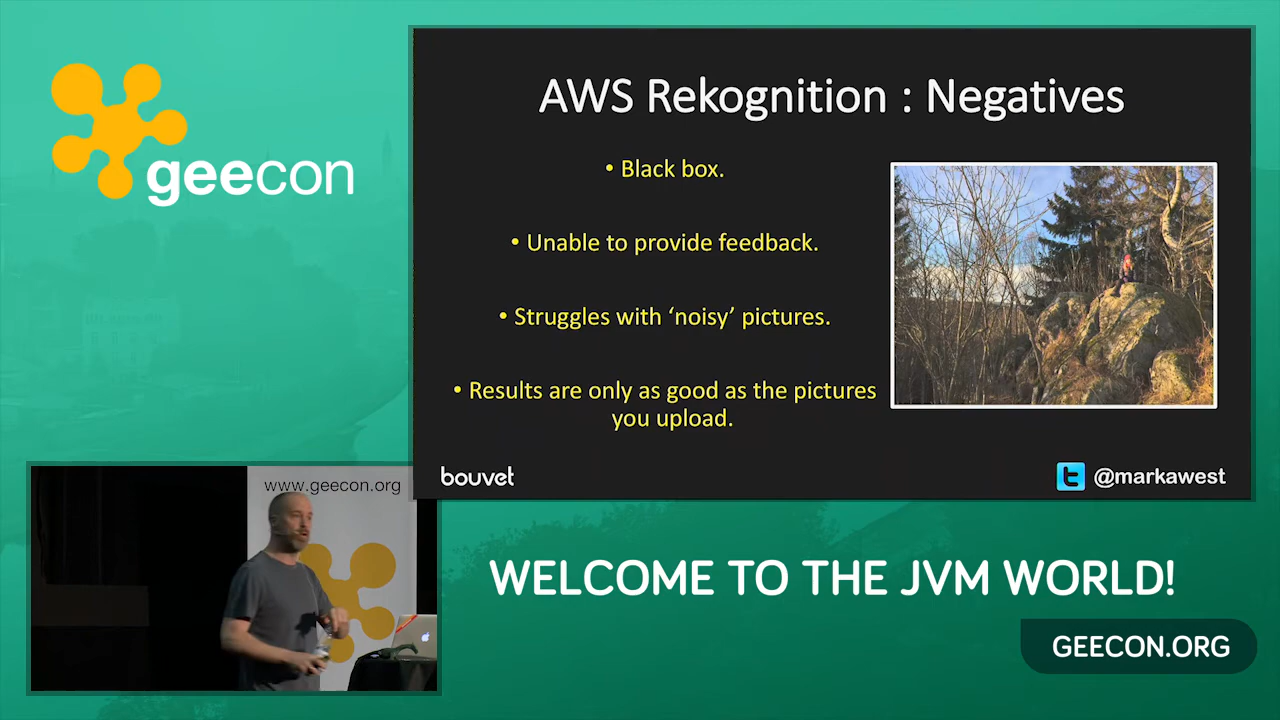 geecon
AWS Rekognition : Negatives
• Black box.
• Unable to provide feedback.
• Struggles with ‘noisy’ pictures.
• Results are only as good as the pictures
you upload.
bouvet
@markawest
www.geecon.org
WELCOME TO THE JVM WORLD!
GEECON.ORG